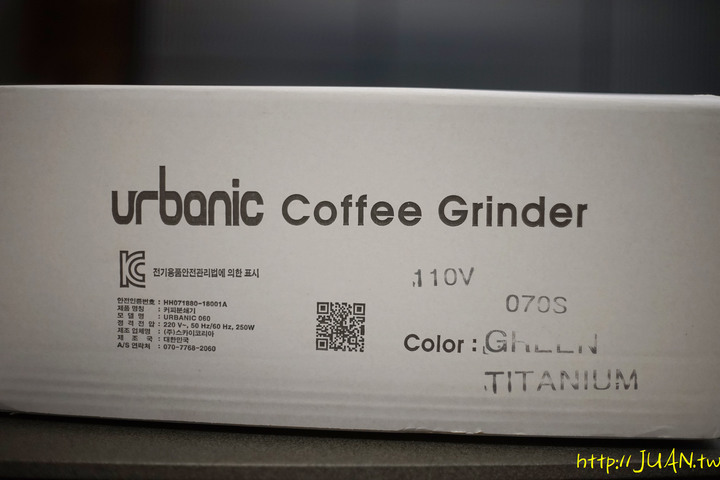 urbanic Coffee Grinder
전기용품안전관리법에 의한 표시
110V
070S
안전인증번호 : HH071880-18001A
제품 명칭 : 커피분쇄기
모 델 명 : URBANIC 060
정 격 전 압 : 220 V~, 50 Hz/60 Hz, 250W
제조 업체명 : (주)스카이코리아
제 조 국 : 대한민국
A/S 연락처 : 070-7768-2060
Color : GREEN
TITANIUM
http://JUAN.tw